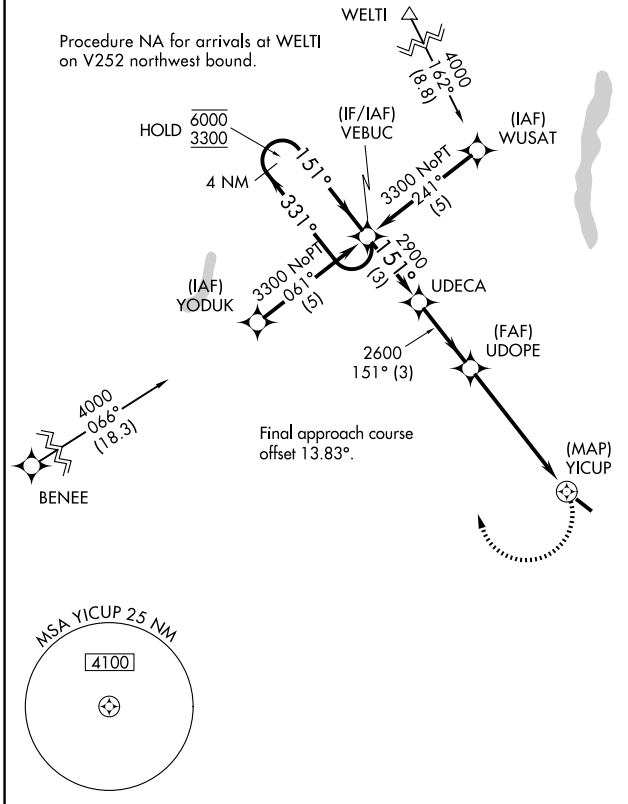 WELTI
Procedure NA for arrivals at WELTI
on V252 northwest bound.
4000
162°
(8.8)
HOLD 6000
3300
(IF/IAF)
VEBUC
(IAF)
WUSAT
4 NM
151°
331°
3300 NoPT
241°
(5)
(IAF)
YODUK
3300 NoPT
061°
(5)
2900
151°
(3)
UDECA
2600
151° (3)
(FAF)
UDOPE
4000
066°
(18.3)
BENEE
Final approach course
offset 13.83°.
(MAP)
YICUP
MSA YICUP 25 NM
4100